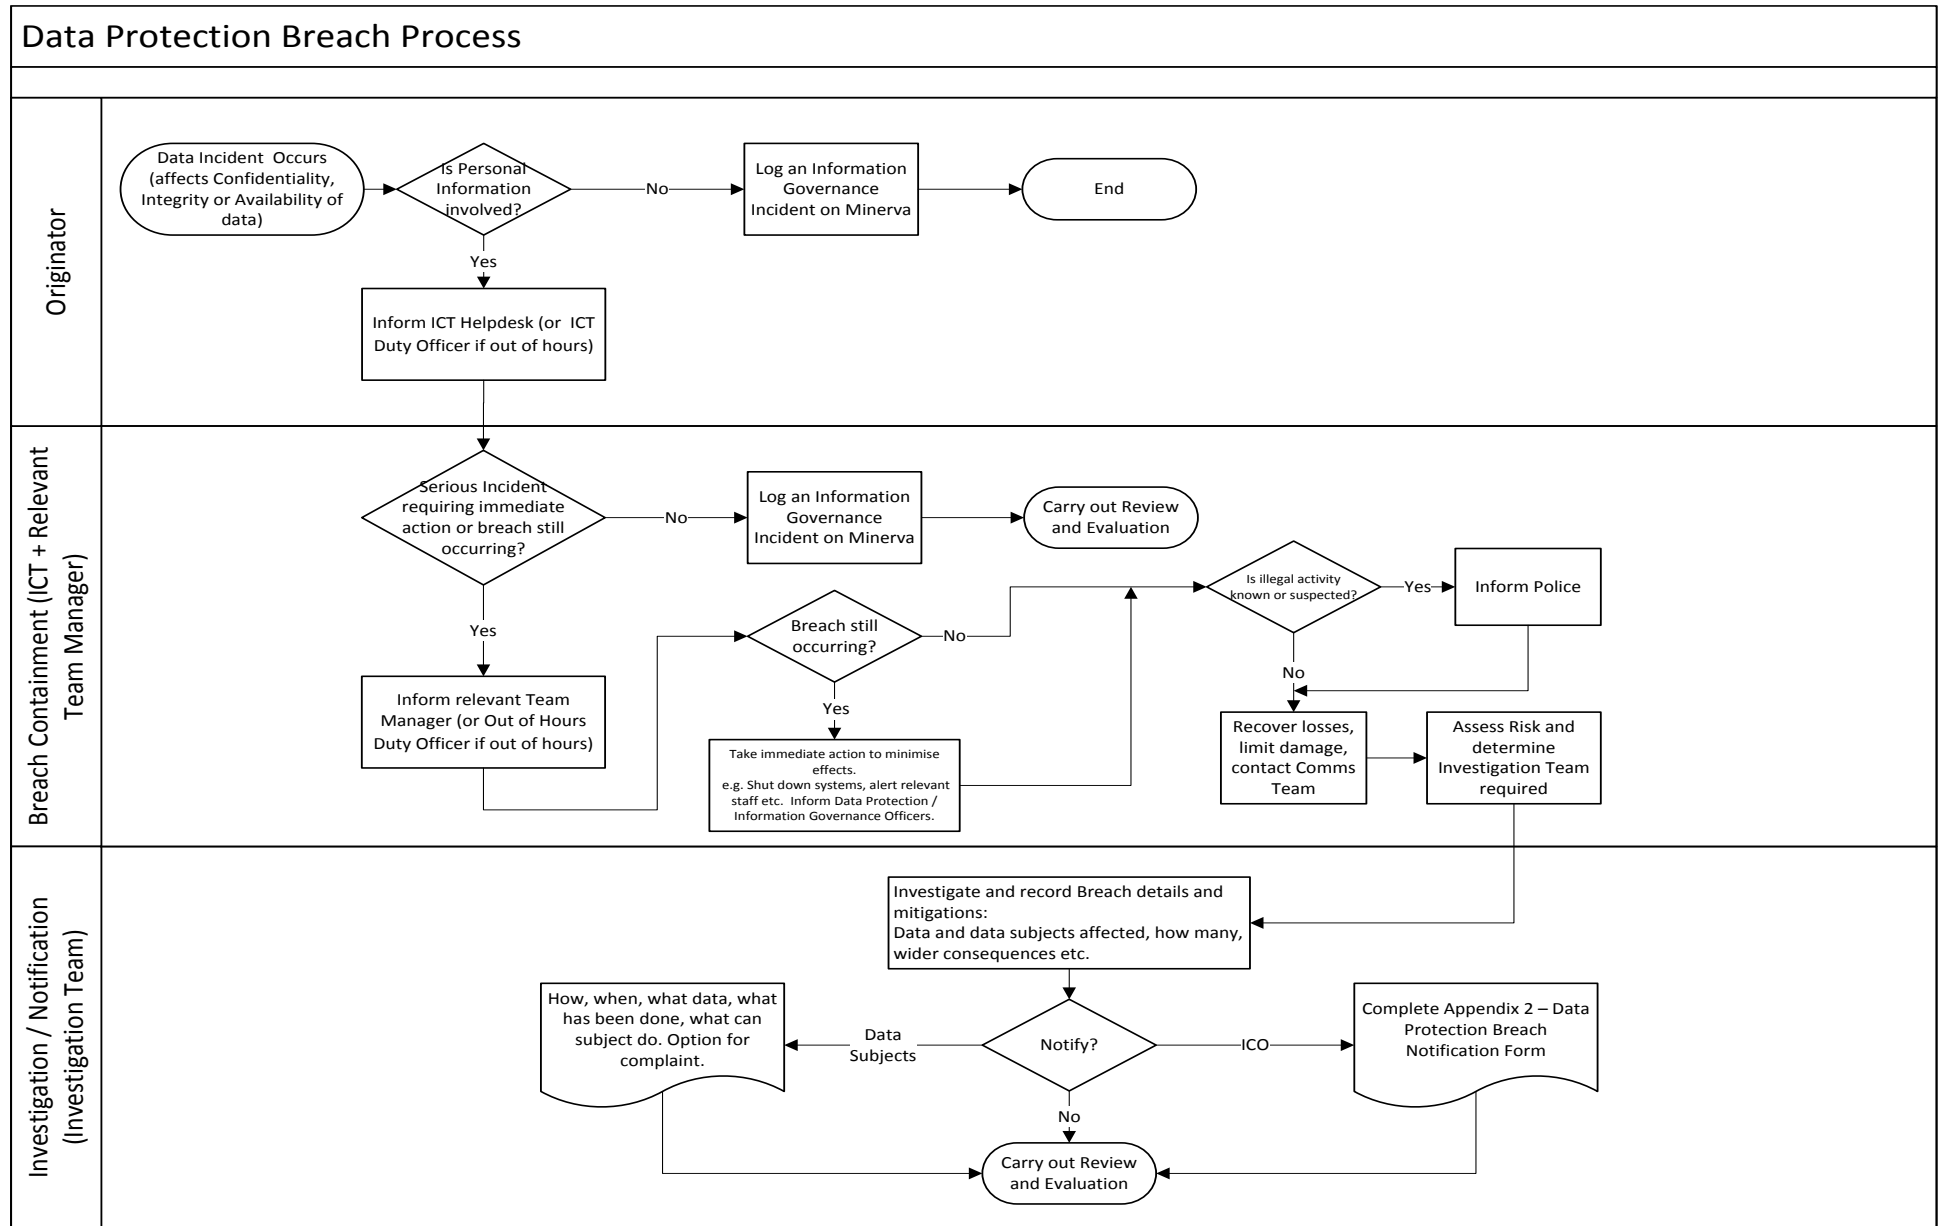 Data Protection Breach Process
Originator
Data Incident  Occurs
(affects Confidentiality,
Integrity or Availability of
data)
Is Personal
Information
involved?
No
Log an Information
Governance
Incident on Minerva
End
Yes
Inform ICT Helpdesk (or  ICT
Duty Officer if out of hours)
Breach Containment (ICT + Relevant
Team Manager)
Serious Incident
requiring immediate
action or breach still
occurring?
No
Log an Information
Governance
Incident on Minerva
Carry out Review
and Evaluation
Yes
Inform relevant Team
Manager (or Out of Hours
Duty Officer if out of hours)
Breach still
occurring?
No
Yes
Take immediate action to minimise
effects.
e.g. Shut down systems, alert relevant
staff etc.  Inform Data Protection /
Information Governance Officers.
Is illegal activity
known or suspected?
Yes
Inform Police
No
Recover losses,
limit damage,
contact Comms
Team
Assess Risk and
determine
Investigation Team
required
Investigation / Notification
(Investigation Team)
Investigate and record Breach details and
mitigations:
Data and data subjects affected, how many,
wider consequences etc.
Notify?
Data
Subjects
How, when, what data, what
has been done, what can
subject do. Option for
complaint.
ICO
Complete Appendix 2 – Data
Protection Breach
Notification Form
No
Carry out Review
and Evaluation